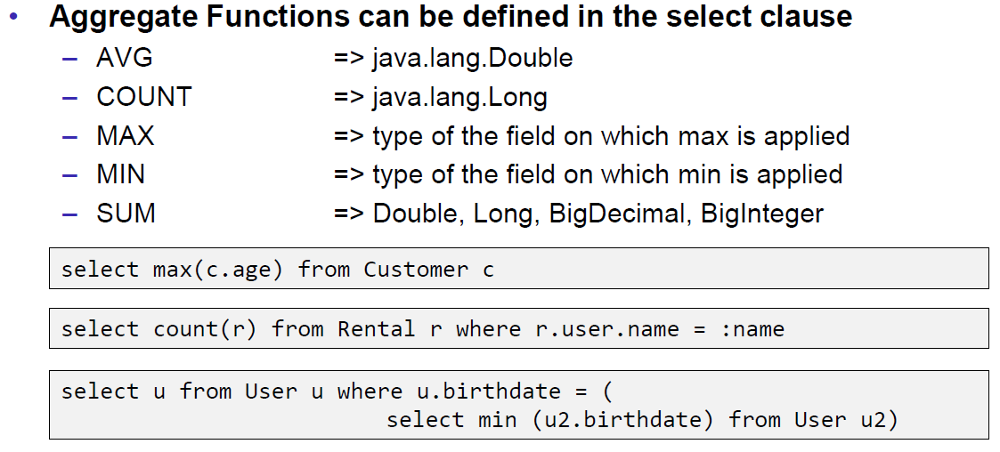 • Aggregate Functions can be defined in the select clause
– AVG => java.lang.Double
– COUNT => java.lang.Long
– MAX => type of the field on which max is applied
– MIN => type of the field on which min is applied
– SUM => Double, Long, BigDecimal, BigInteger
select max(c.age) from Customer c
select count(r) from Rental r where r.user.name = :name
select u from User u where u.birthdate = (
select min (u2.birthdate) from User u2)